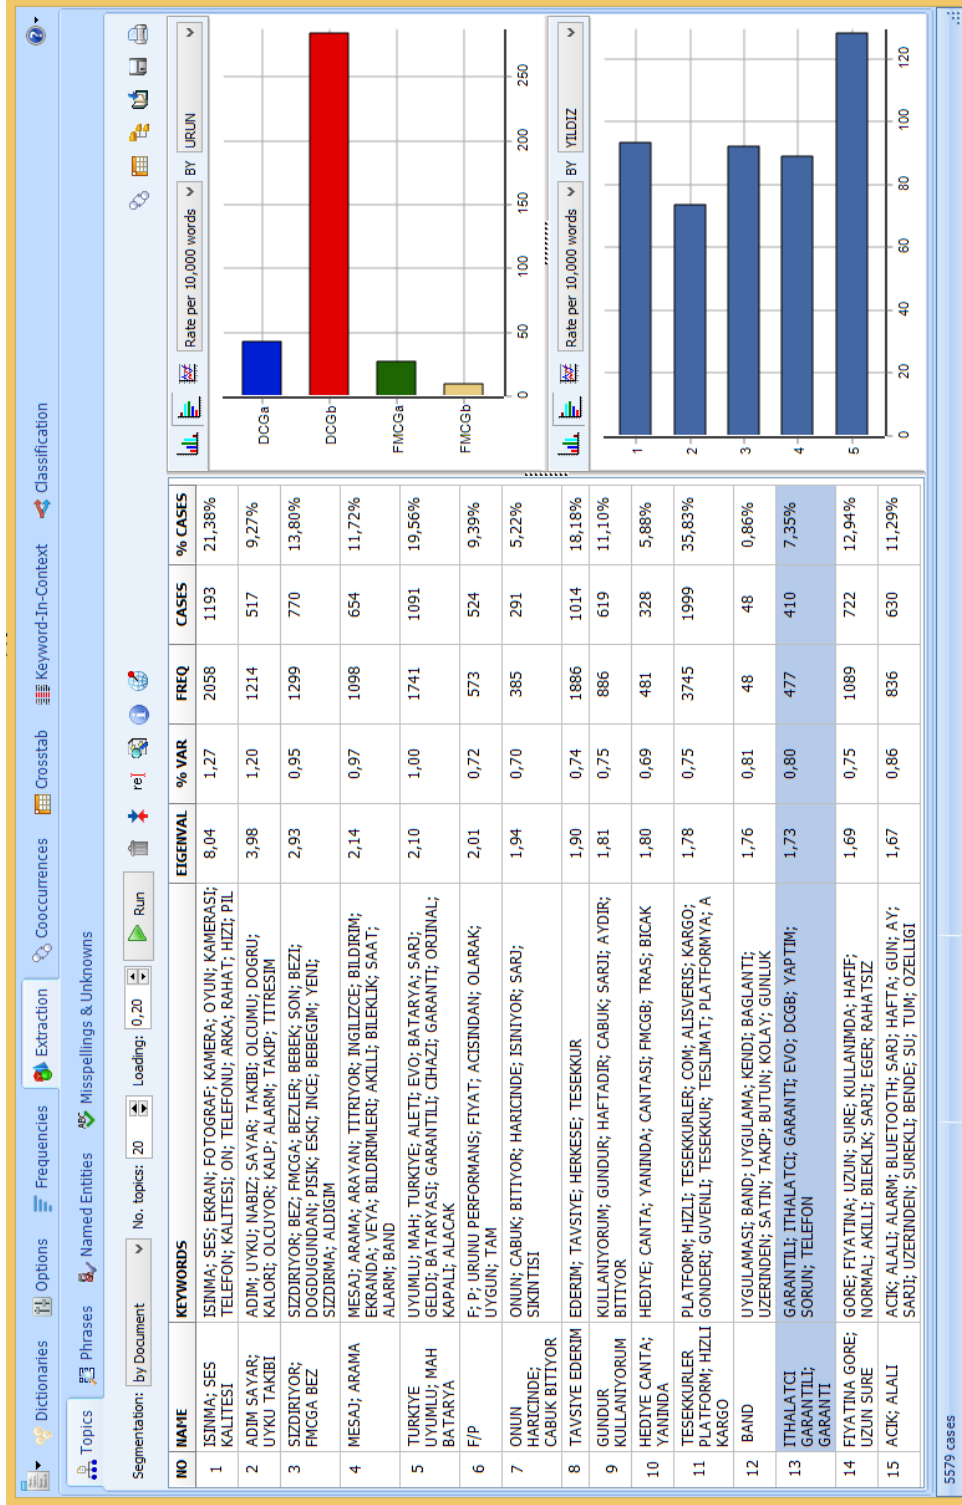 Dictionaries Options Frequencies Extraction Cooccurrences Crosstab Keyword-In-Context Classification
Topics Phrases Named Entities Misspellings & Unknowns
Segmentation: by Document No. topics: 20 Loading: 0,20 Run
NO NAME KEYWORDS EIGENVAL % VAR FREQ CASES % CASES
1 ISINMA; SES KALITESI ISINMA; SES; EKRAN; FOTOGRAF; KAMERA; OYUN; KAMERASI; 8,04 1,27 2058 1193 21,38%
TELEFON; KALITESI; ON; TELEFONU; ARKA; RAHAT; HIZI; PIL
2 ADIM SAYAR; UYKU TAKIBI ADIM; UYKU; NABIZ; SAYAR; TAKIBI; OLCUMU; DOGRU; 3,98 1,20 1214 517 9,27%
KALORI; OLCUYOR; KALP; ALARM; TAKIP; TITRESIM
3 SIZDIRIYOR; FMCGA BEZ SIZDIRIYOR; BEZ; FMCGA; BEZLER; BEBEK; SON; BEZI; 2,93 0,95 1299 770 13,80%
DOGDUGUNDAN; PISIK; ESKI; INCE; BEBEGIM; YENI;
SIZDIRMA; ALDIGIM
4 MESAJ; ARAMA MESAJ; ARAMA; ARAYAN; TITRIYOR; INGILIZCE; BILDIRIM; 2,14 0,97 1098 654 11,72%
EKRANDA; VEYA; BILDIRIMLERI; AKILLI; BILEKLIK; SAAT;
ALARM; BAND
5 TURKIYE UYUMLU; MAH BATARYA UYUMLU; MAH; TURKIYE; ALETI; EVO; BATARYA; SARJ; 2,10 1,00 1741 1091 19,56%
GELDI; BATARYASI; GARANTILI; CIHAZI; GARANTI; ORJINAL;
KAPALI; ALACAK
6 F/P F; P; URUNU PERFORMANS; FIYAT; ACISINDAN; OLARAK; 2,01 0,72 573 524 9,39%
UYGUN; TAM
7 ONUN HARICINDE; CABUK BITTIYOR ONUN; CABUK; BITTIYOR; HARICINDE; ISINIYOR; SARJ; 1,94 0,70 385 291 5,22%
SIKINTISI
8 TAVSIYE EDERIM EDERIM; TAVSIYE; HERKESE; TESEKKUR 1,90 0,74 1886 1014 18,18%
9 GUNDUR KULLANIYORUM KULLANIYORUM; GUNDUR; HAFTADIR; CABUK; SARJI; AYDIR; 1,81 0,75 886 619 11,10%
BITIYOR
10 HEDIYE CANTA; YANINDA HEDIYE; CANTA; YANINDA; CANTASI; FMCGB; TRAS; BICAK 1,80 0,69 481 328 5,88%
11 TESEKKURLER PLATFORM; HIZLI KARGO PLATFORM; HIZLI; TESEKKURLER; COM; ALISVERIS; KARGO; 1,78 0,75 3745 1999 35,83%
GONDERI; GUVENLI; TESEKKUR; TESLIMAT; PLATFORMYA; A
12 BAND UYGULAMASI; BAND; UYGULAMA; KENDI; BAGLANTI; 1,76 0,81 48 48 0,86%
UZERINDEN; SATIN; TAKIP; BUTUN; KOLAY; GUNLUK
13 ITHALATCI GARANTILI; GARANTI GARANTILI; ITHALATCI; GARANTI; EVO; DCGB; YAPTIM; 1,73 0,80 477 410 7,35%
SORUN; TELEFON
14 FIYATINA GORE; UZUN SURE GORE; FIYATINA; UZUN; SURE; KULLANIMDA; HAFIF; 1,69 0,75 1089 722 12,94%
NORMAL; AKILLI; BILEKLIK; SARJI; EGER; RAHATSIZ
15 ACIK; ALALI ACIK; ALALI; ALARM; BLUETOOTH; SARJ; HAFTA; GUN; AY; 1,67 0,86 836 630 11,29%
SARJI; UZERINDEN; SUREKLI; BENDE; SU; TUM; OZELLIGI
Rate per 10,000 words BY URUN
DCGa
DCGb
FMCGa
FMCGb
0 50 100 150 200 250
Rate per 10,000 words BY YILDIZ
1
2
3
4
5
0 20 40 60 80 100 120
5579 cases